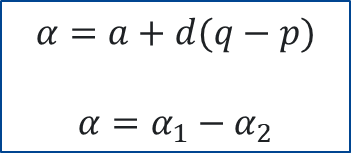 α = a + d(q − p)
α = α₁ − α₂